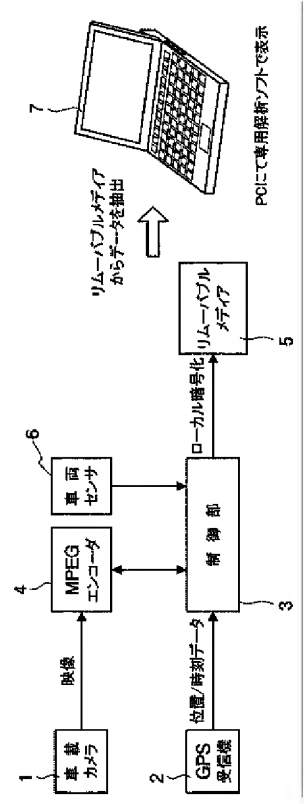 1
車載
カメラ
映像
4
MPEG
エンコーダ
6
車両
センサ
2
GPS
受信機
位置/時刻データ
制御部
3
ローカル暗号化
リムーバブル
メディア
5
リムーバブルメディア
からデータを抽出
7
PCにて専用解析ソフトで表示